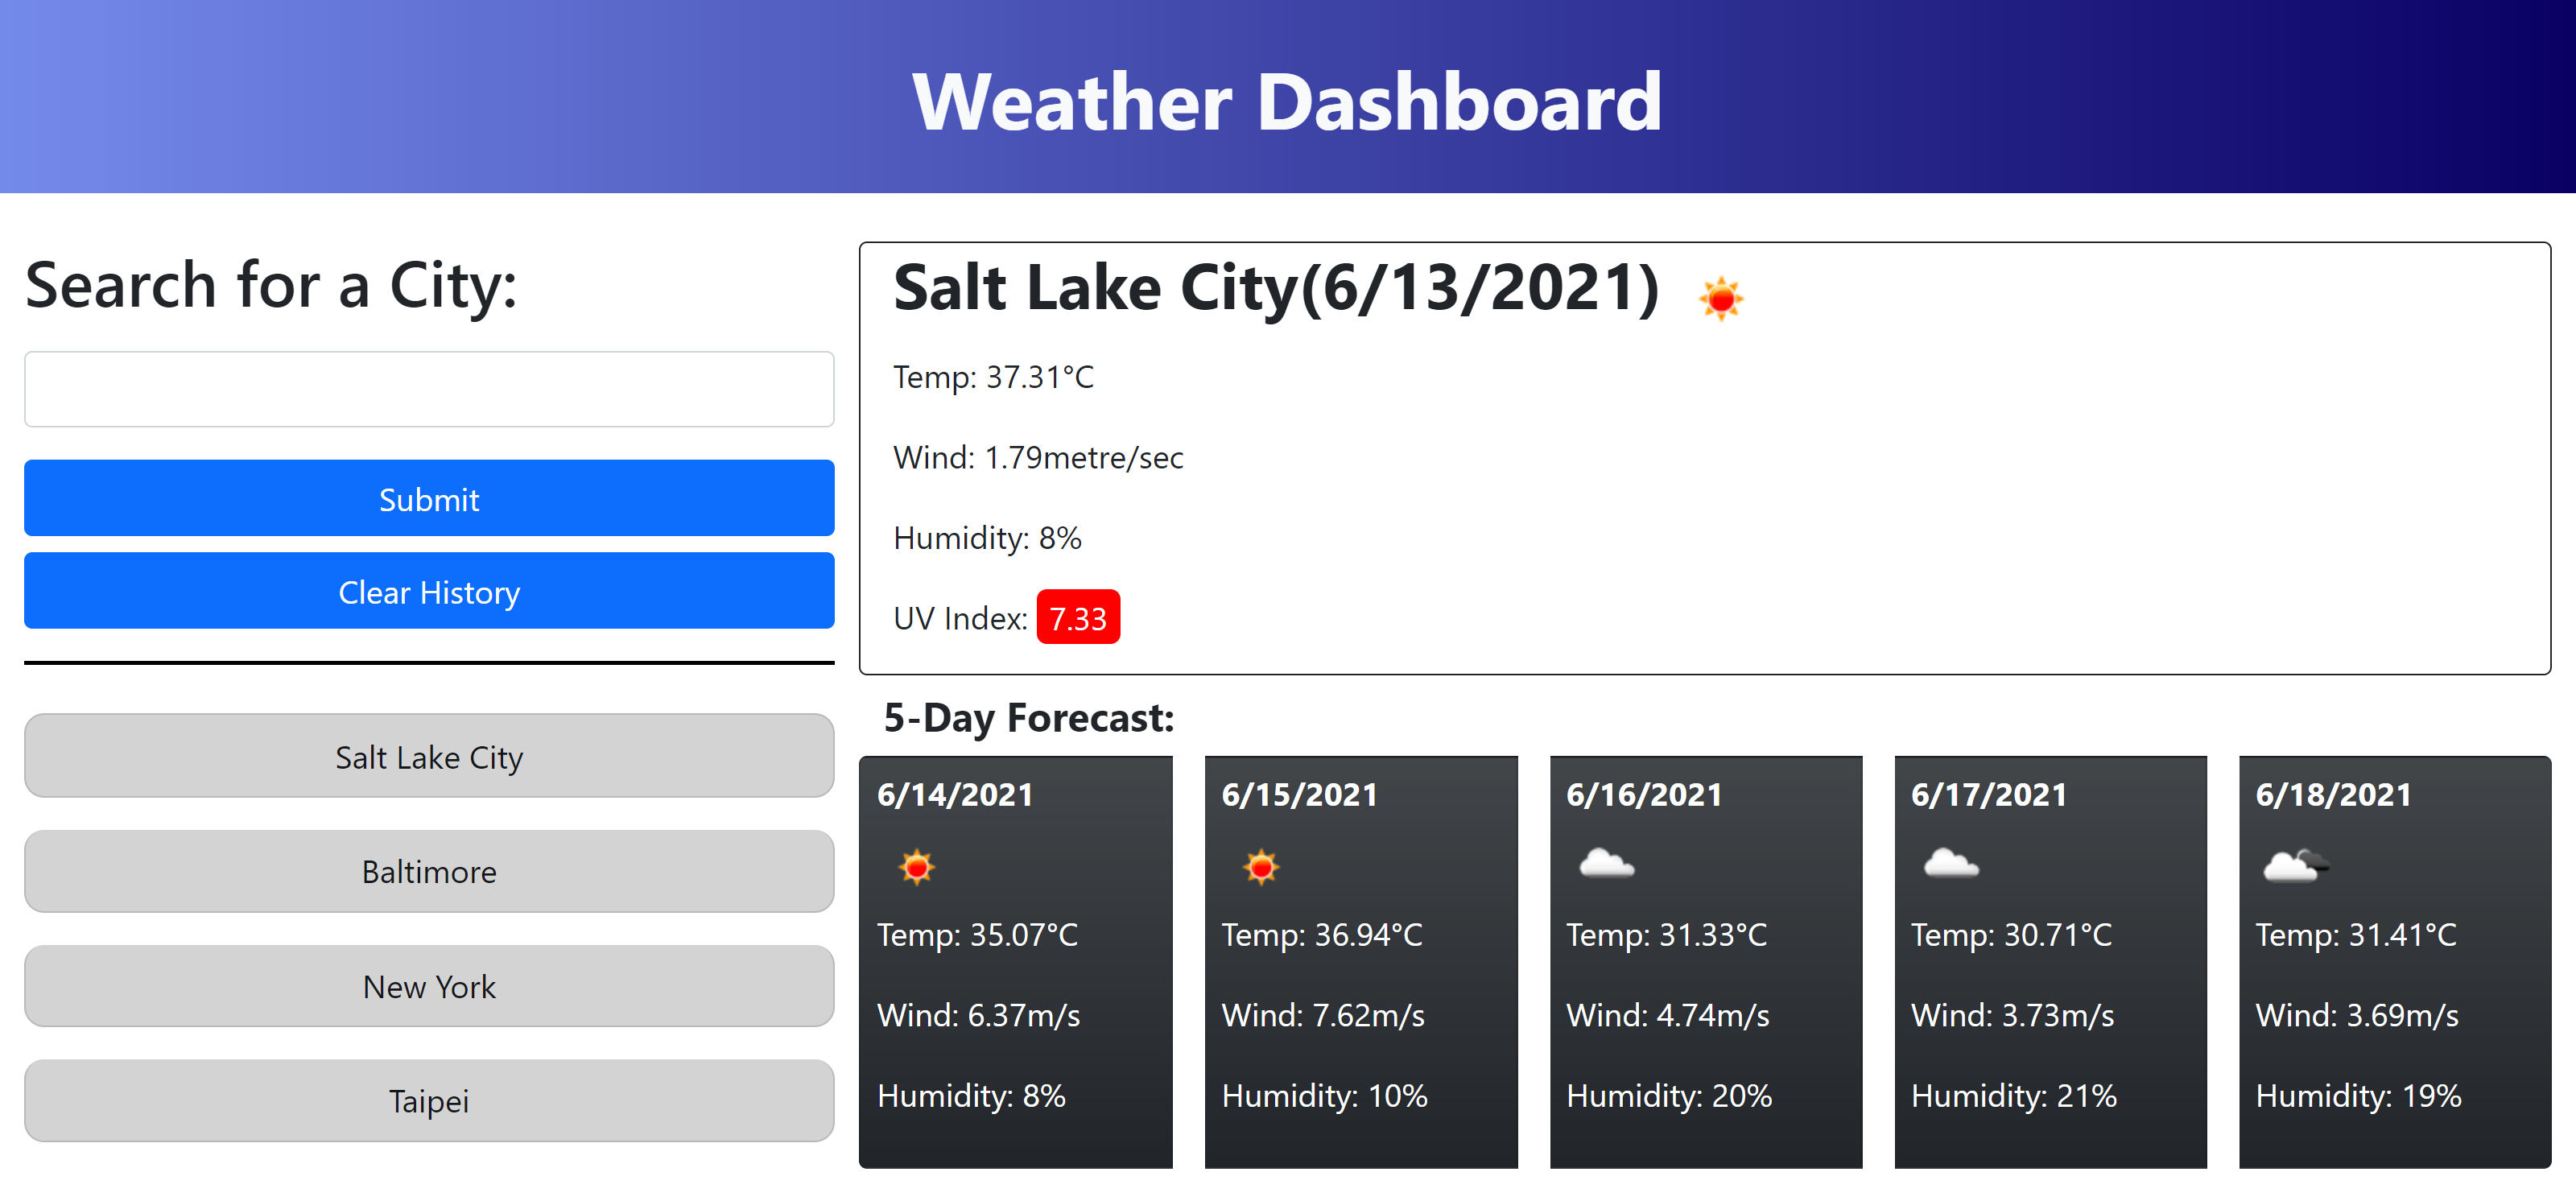 Weather Dashboard
Search for a City:
Submit
Clear History
Salt Lake City
Baltimore
New York
Taipei
Salt Lake City(6/13/2021)
Temp: 37.31°C
Wind: 1.79metre/sec
Humidity: 8%
UV Index: 7.33
5-Day Forecast:
6/14/2021
Temp: 35.07°C
Wind: 6.37m/s
Humidity: 8%
6/15/2021
Temp: 36.94°C
Wind: 7.62m/s
Humidity: 10%
6/16/2021
Temp: 31.33°C
Wind: 4.74m/s
Humidity: 20%
6/17/2021
Temp: 30.71°C
Wind: 3.73m/s
Humidity: 21%
6/18/2021
Temp: 31.41°C
Wind: 3.69m/s
Humidity: 19%